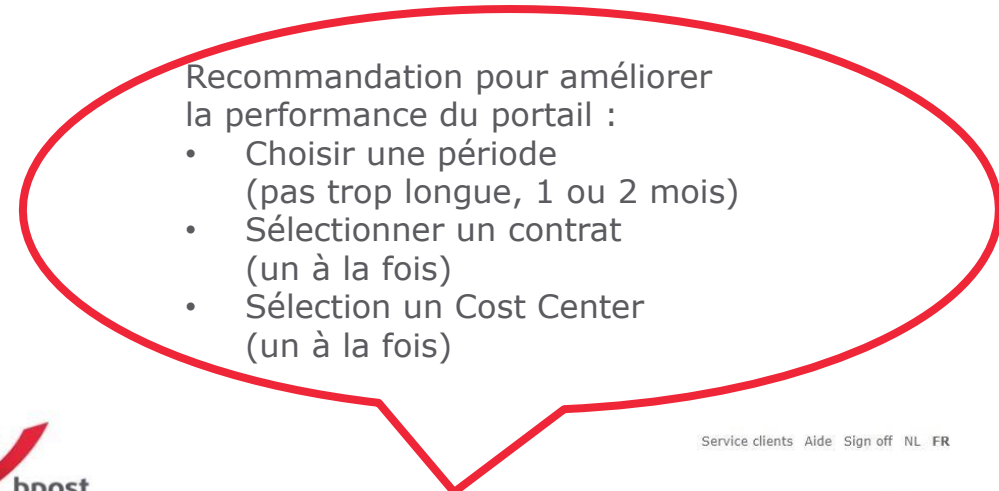 Recommandation pour améliorer
la performance du portail :
• Choisir une période
(pas trop longue, 1 ou 2 mois)
• Sélectionner un contrat
(un à la fois)
• Sélection un Cost Center
(un à la fois)
Service clients Aide Sign off NL FR
bpost